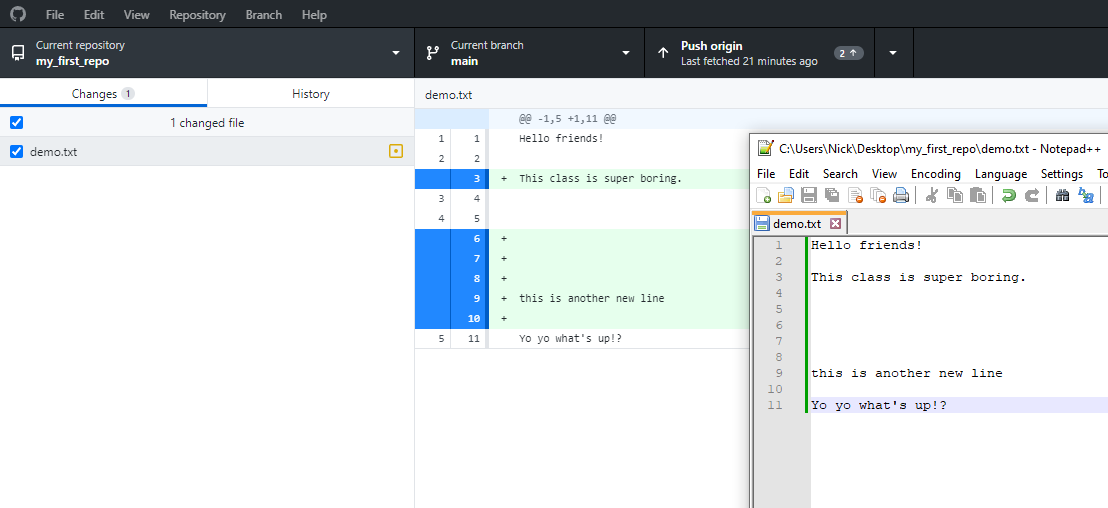 File Edit View Repository Branch Help
Current repository
my_first_repo
Current branch
main
Push origin
Last fetched 21 minutes ago
2
Changes 1 History
1 changed file
demo.txt
demo.txt
@@ -1,5 +1,11 @@
1 1 Hello friends!
2 2
3 + This class is super boring.
3 4
4 5
6 +
7 +
8 +
9 + this is another new line
10 +
5 11 Yo yo what's up!?
C:\Users\Nick\Desktop\my_first_repo\demo.txt - Notepad++
File Edit Search View Encoding Language Settings To
demo.txt
1 Hello friends!
2
3 This class is super boring.
4
5
6
7
8
9 this is another new line
10
11 Yo yo what's up!?